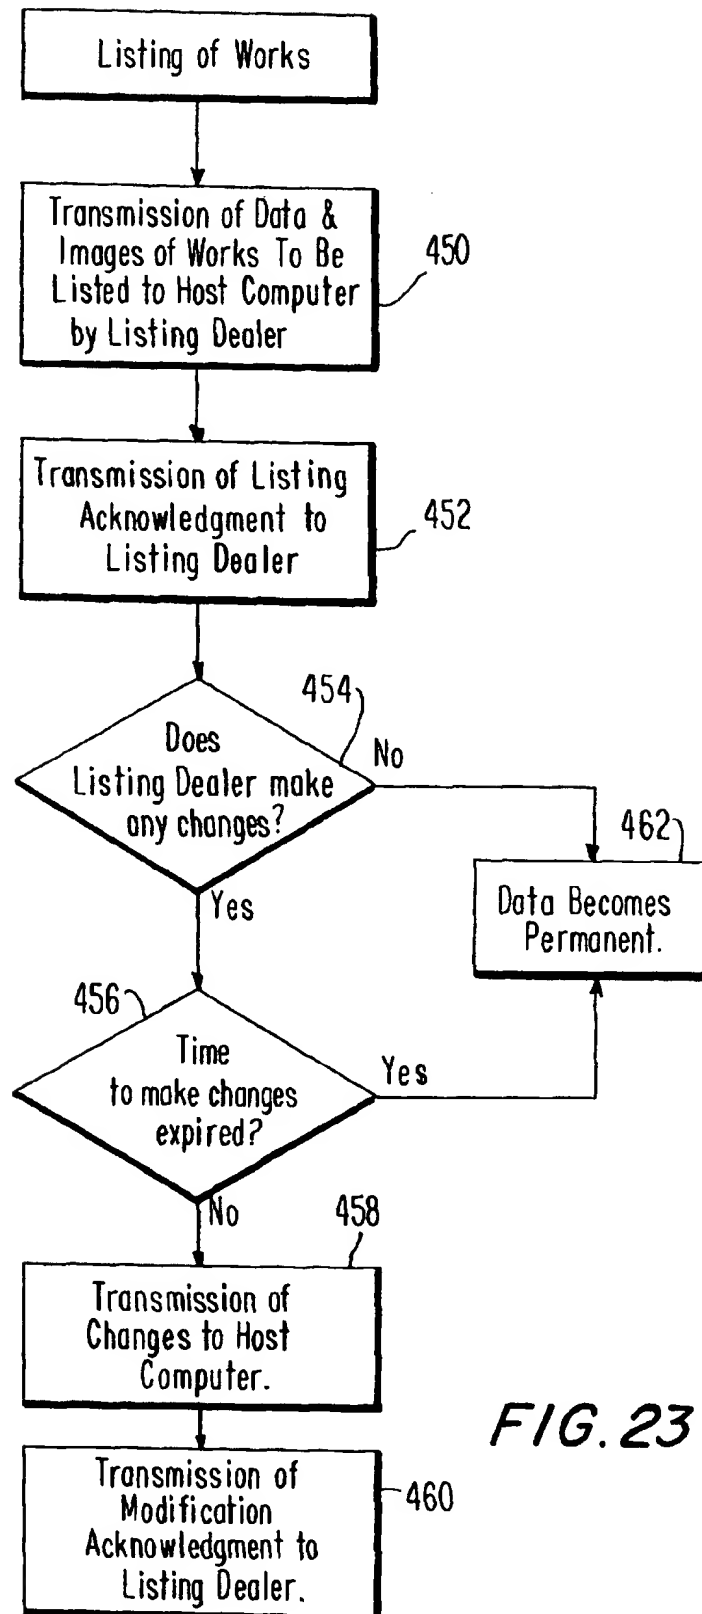 Listing of Works
Transmission of Data &
Images of Works To Be
Listed to Host Computer
by Listing Dealer
450
Transmission of Listing
Acknowledgment to
Listing Dealer
452
454
Does
Listing Dealer make
any changes?
No
Yes
462
Data Becomes
Permanent.
456
Time
to make changes
expired?
Yes
No
458
Transmission of
Changes to Host
Computer.
Transmission of
Modification
Acknowledgment to
Listing Dealer.
460
FIG. 23